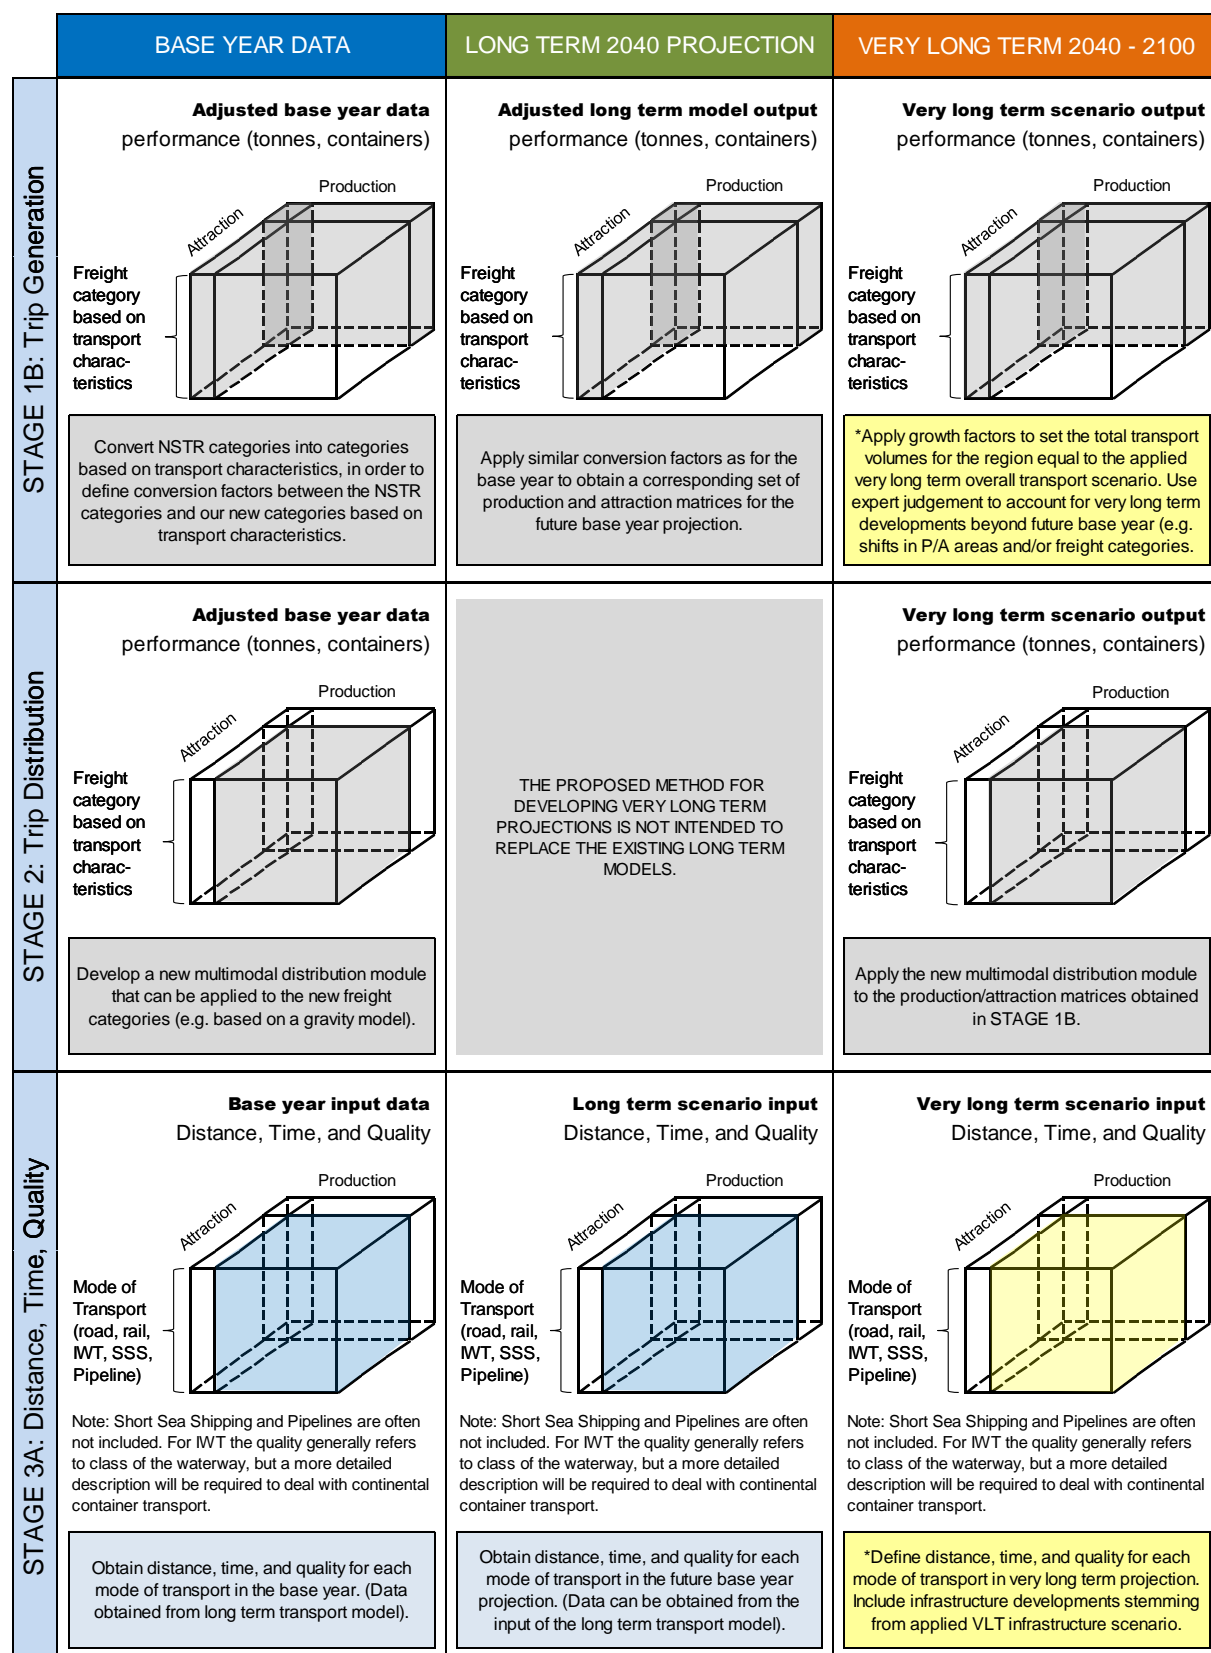 BASE YEAR DATA
LONG TERM 2040 PROJECTION
VERY LONG TERM 2040 - 2100
STAGE 1B: Trip Generation
Adjusted base year data
performance (tonnes, containers)
Production
Attraction
Freight
category
based on
transport
charac-
teristics
Convert NSTR categories into categories
based on transport characteristics, in order to
define conversion factors between the NSTR
categories and our new categories based on
transport characteristics.
Adjusted long term model output
performance (tonnes, containers)
Production
Attraction
Freight
category
based on
transport
charac-
teristics
Apply similar conversion factors as for the
base year to obtain a corresponding set of
production and attraction matrices for the
future base year projection.
Very long term scenario output
performance (tonnes, containers)
Production
Attraction
Freight
category
based on
transport
charac-
teristics
*Apply growth factors to set the total transport
volumes for the region equal to the applied
very long term overall transport scenario. Use
expert judgement to account for very long term
developments beyond future base year (e.g.
shifts in P/A areas and/or freight categories.
STAGE 2: Trip Distribution
Adjusted base year data
performance (tonnes, containers)
Production
Attraction
Freight
category
based on
transport
charac-
teristics
Develop a new multimodal distribution module
that can be applied to the new freight
categories (e.g. based on a gravity model).
THE PROPOSED METHOD FOR
DEVELOPING VERY LONG TERM
PROJECTIONS IS NOT INTENDED TO
REPLACE THE EXISTING LONG TERM
MODELS.
Very long term scenario output
performance (tonnes, containers)
Production
Attraction
Freight
category
based on
transport
charac-
teristics
Apply the new multimodal distribution module
to the production/attraction matrices obtained
in STAGE 1B.
STAGE 3A: Distance, Time, Quality
Base year input data
Distance, Time, and Quality
Production
Attraction
Mode of
Transport
(road, rail,
IWT, SSS,
Pipeline)
Note: Short Sea Shipping and Pipelines are often
not included. For IWT the quality generally refers
to class of the waterway, but a more detailed
description will be required to deal with continental
container transport.
Obtain distance, time, and quality for each
mode of transport in the base year. (Data
obtained from long term transport model).
Long term scenario input
Distance, Time, and Quality
Production
Attraction
Mode of
Transport
(road, rail,
IWT, SSS,
Pipeline)
Note: Short Sea Shipping and Pipelines are often
not included. For IWT the quality generally refers
to class of the waterway, but a more detailed
description will be required to deal with continental
container transport.
Obtain distance, time, and quality for each
mode of transport in the future base year
projection. (Data can be obtained from the
input of the long term transport model).
Very long term scenario input
Distance, Time, and Quality
Production
Attraction
Mode of
Transport
(road, rail,
IWT, SSS,
Pipeline)
Note: Short Sea Shipping and Pipelines are often
not included. For IWT the quality generally refers
to class of the waterway, but a more detailed
description will be required to deal with continental
container transport.
*Define distance, time, and quality for each
mode of transport in very long term projection.
Include infrastructure developments stemming
from applied VLT infrastructure scenario.